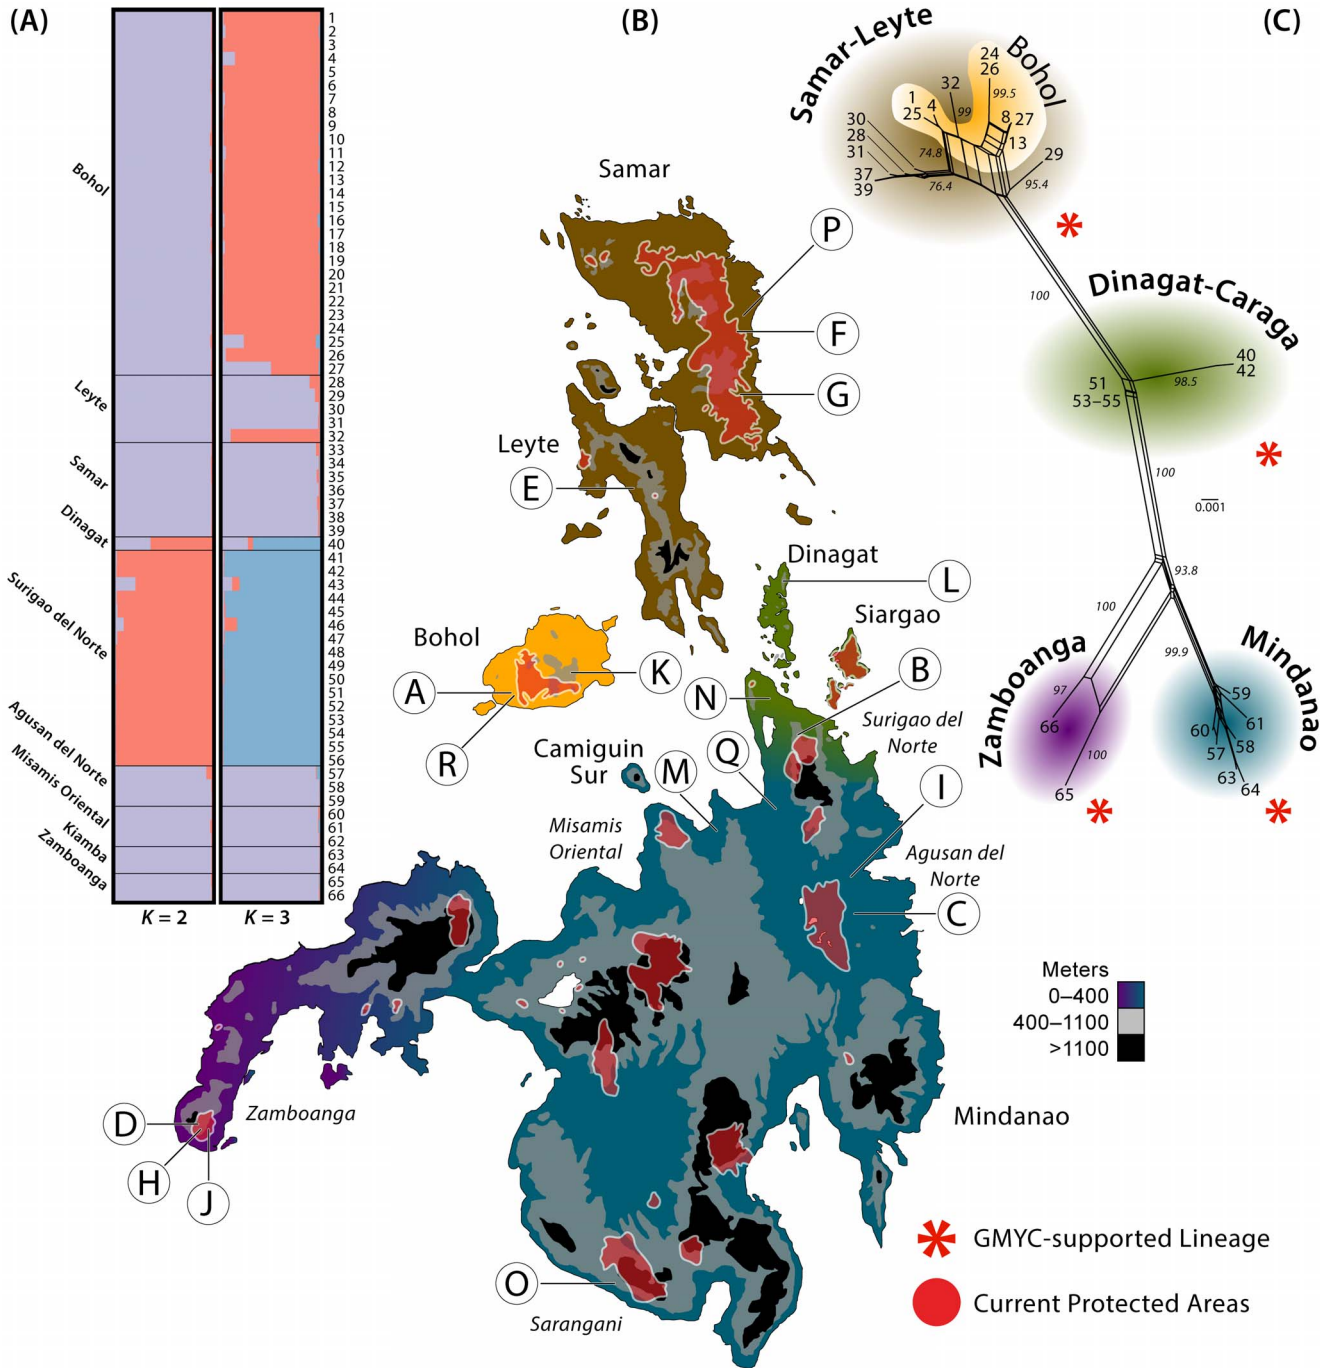 (A)
(B)
(C)
1
2
3
4
5
6
7
8
9
10
11
12
13
14
15
16
17
18
19
20
21
22
23
24
25
26
27
28
29
30
31
32
33
34
35
36
37
38
39
40
41
42
43
44
45
46
47
48
49
50
51
52
53
54
55
56
57
58
59
60
61
62
63
64
65
66
Bohol
Leyte
Samar
Dinagat
Surigao del Norte
Agusan del Norte
Misamis Oriental
Kiamba
Zamboanga
K = 2
K = 3
Samar
P
F
G
Leyte
E
Dinagat
L
Siargao
Bohol
K
A
R
B
N
Surigao del
Norte
Camiguin
Sur
M
Q
I
Misamis
Oriental
Agusan del
Norte
C
Zamboanga
D
H
J
Mindanao
O
Sarangani
Meters
0–400
400–1100
>1100
GMYC-supported Lineage
Current Protected Areas
Samar-Leyte
Bohol
24
26
32
99.5
1
4
25
99
8
27
13
30
28
31
74.8
29
37
39
76.4
95.4
100
Dinagat-Caraga
51
53–55
40
42
98.5
100
0.001
93.8
100
99.9
Zamboanga
97
66
100
65
Mindanao
59
61
60
58
57
63
64